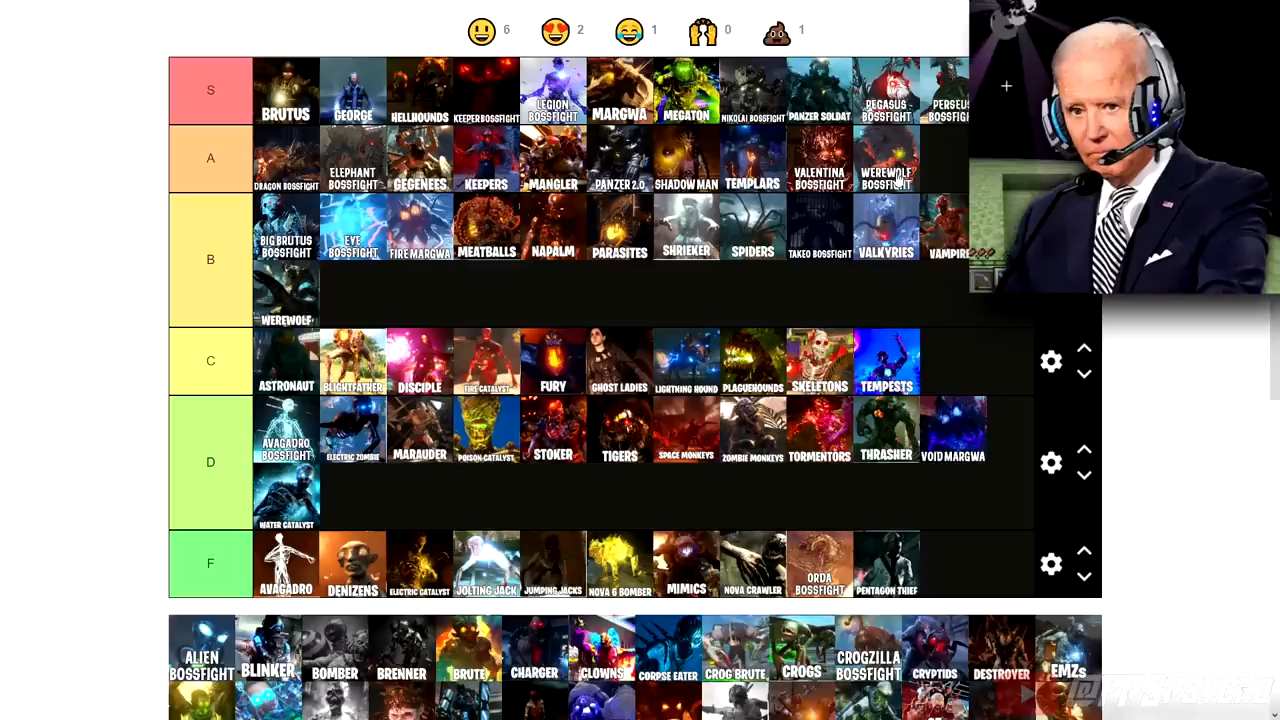 6 2 1 0 1
S
BRUTUS
GEORGE
HELLHOUNDS
KEEPER BOSSFIGHT
LEGION
BOSSFIGHT
MARGWA
MEGATON
NIKOLAI BOSSFIGHT
PANZER SOLDAT
PEGASUS
BOSSFIGHT
A
DRAGON BOSSFIGHT
ELEPHANT
BOSSFIGHT
GEGENEES
KEEPERS
MANGLER
PANZER 2.0
SHADOW MAN
TEMPLARS
VALENTINA
BOSSFIGHT
WEREWOLF
BOSSFIGHT
B
BIG BRUTUS
BOSSFIGHT
EYE
BOSSFIGHT
FIRE MARGWA
MEATBALLS
NAPALM
PARASITES
SHRIEKER
SPIDERS
TAKEO BOSSFIGHT
VALKYRIES
VAMPIRE
WEREWOLF
C
ASTRONAUT
BLIGHTFATHER
DISCIPLE
FIRE CATALYST
FURY
GHOST LADIES
LIGHTNING HOUND
PLAGUEHOUNDS
SKELETONS
TEMPESTS
D
AVAGADRO
BOSSFIGHT
ELECTRIC ZOMBIE
MARAUDER
POISON CATALYST
STOKER
TIGERS
SPACE MONKEYS
ZOMBIE MONKEYS
TORMENTORS
THRASHER
VOID MARGWA
WATER CATALYST
F
AVAGADRO
DENIZENS
ELECTRIC CATALYST
JOLTING JACK
JUMPING JACKS
NOVA 6 BOMBER
MIMICS
NOVA CRAWLER
ORDA
BOSSFIGHT
PENTAGON THIEF
ALIEN
BOSSFIGHT
BLINKER
BOMBER
BRENNER
BRUTE
CHARGER
CLOWNS
CORPSE EATER
CROG BRUTE
CROGS
CROGZILLA
BOSSFIGHT
CRYPTIDS
DESTROYER
EMZs